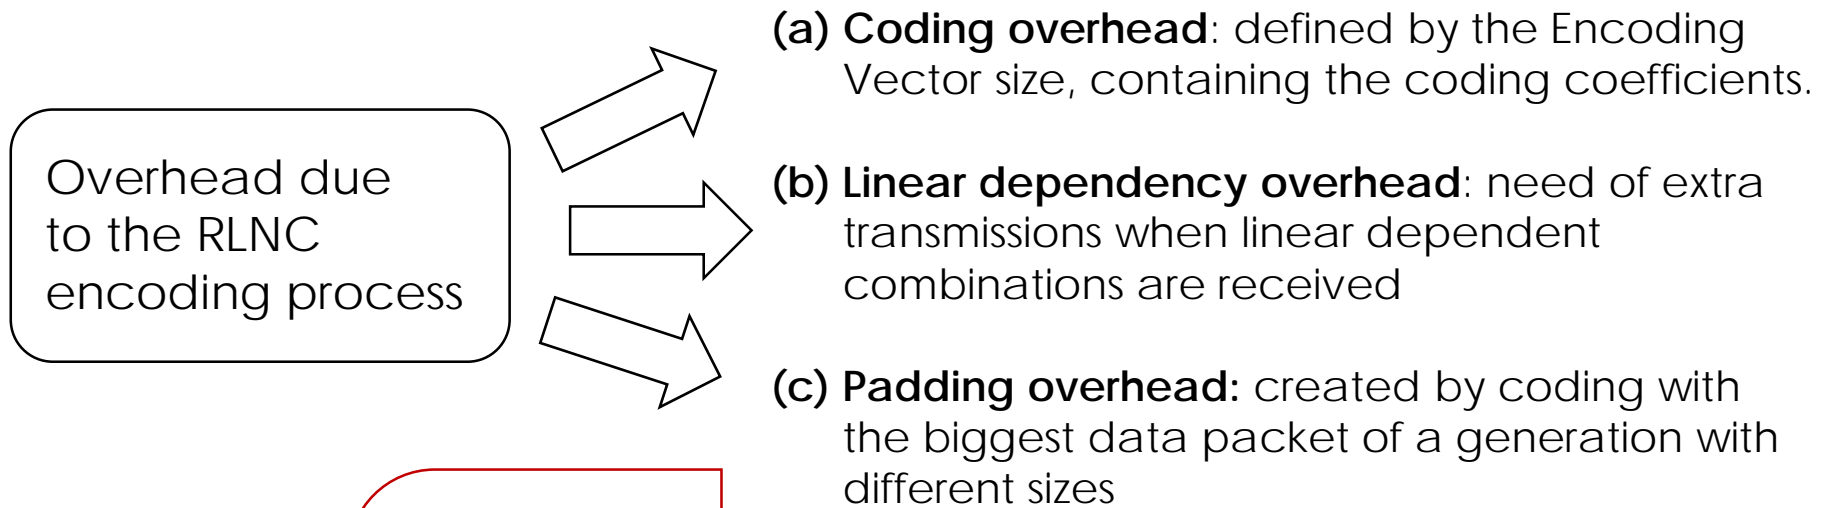 Overhead due
to the RLNC
encoding process
(a) Coding overhead: defined by the Encoding
Vector size, containing the coding coefficients.
(b) Linear dependency overhead: need of extra
transmissions when linear dependent
combinations are received
(c) Padding overhead: created by coding with
the biggest data packet of a generation with
different sizes